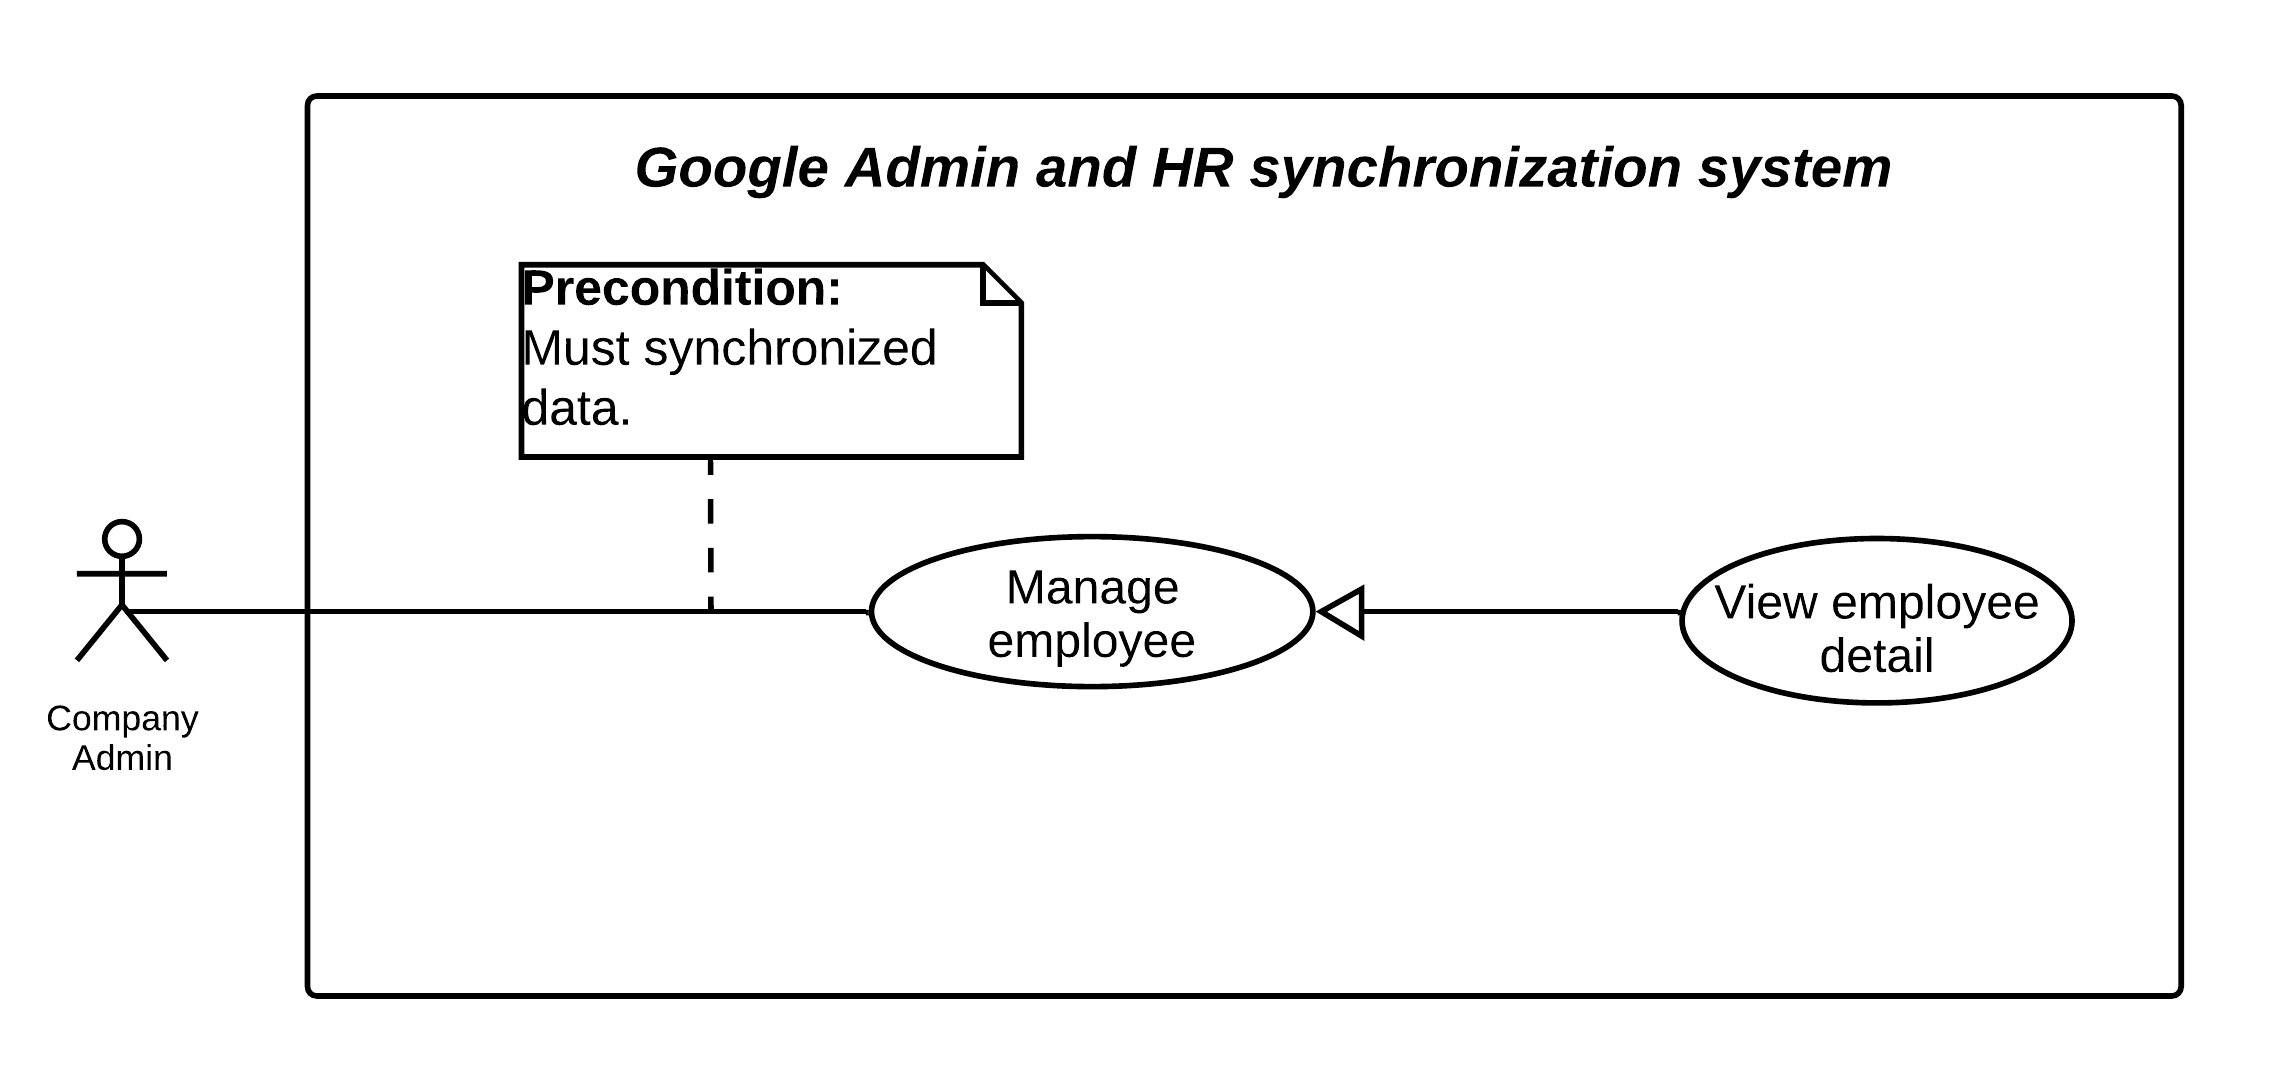 Google Admin and HR synchronization system
Precondition:
Must synchronized
data.
Manage
employee
View employee
detail
Company
Admin